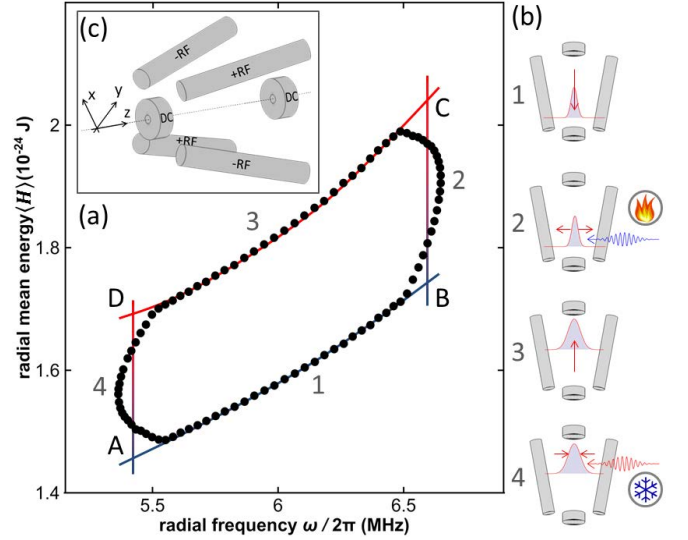 (c)
-RF
+RF
x
y
z
DC
DC
+RF
-RF
(b)
1
2
3
4
(a)
radial mean energy⟨H⟩(10⁻²⁴ J)
2
1.8
1.6
1.4
C
2
3
D
B
1
4
A
5.5
6
6.5
radial frequency ω / 2π (MHz)